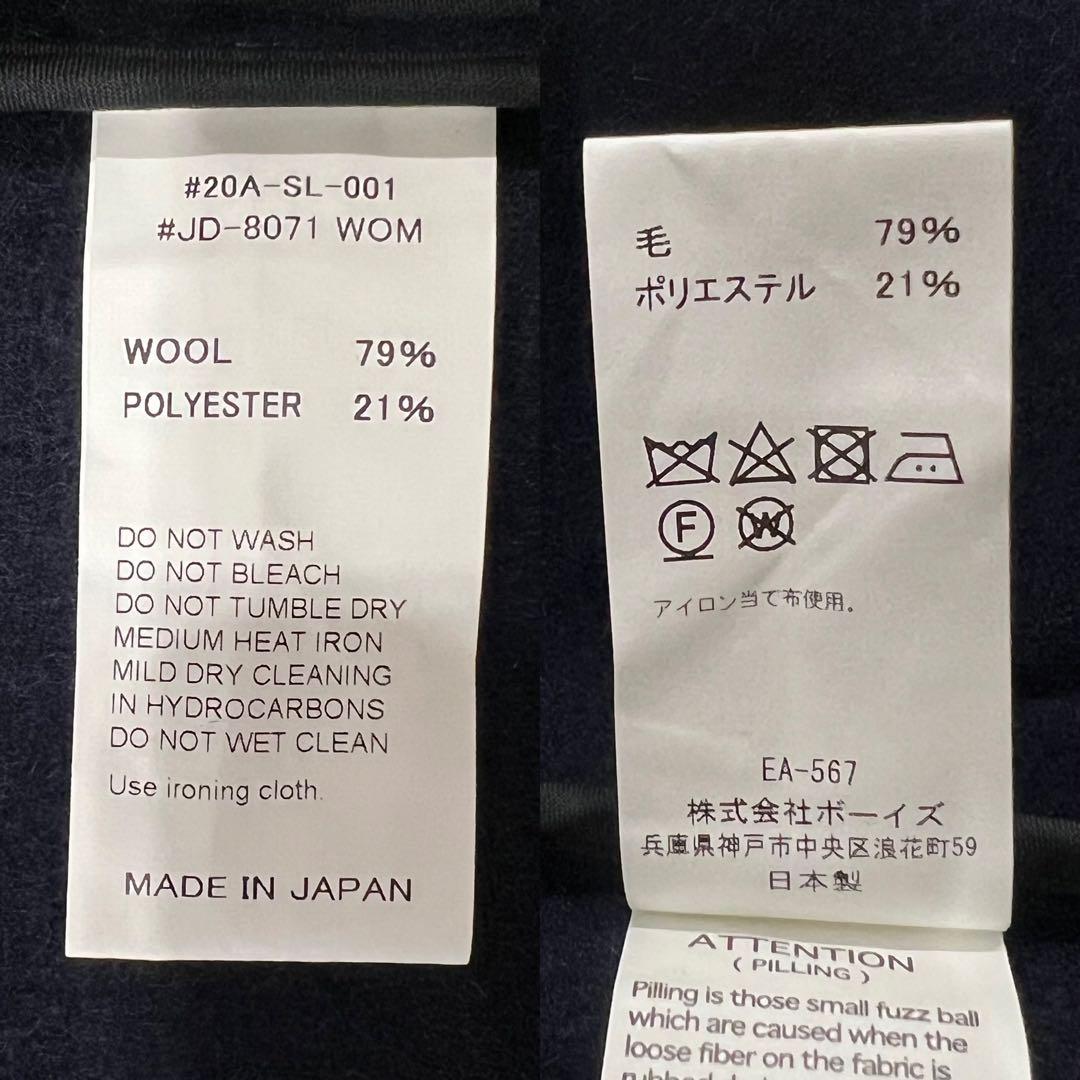 #20A-SL-001
#JD-8071 WOM
WOOL 79%
POLYESTER 21%
DO NOT WASH
DO NOT BLEACH
DO NOT TUMBLE DRY
MEDIUM HEAT IRON
MILD DRY CLEANING
IN HYDROCARBONS
DO NOT WET CLEAN
Use ironing cloth.
MADE IN JAPAN
毛 79%
ポリエステル 21%
F W
アイロン当て布使用。
EA-567
株式会社ボーイズ
兵庫県神戸市中央区浪花町59
日本製
ATTENTION
( PILLING )
Pilling is those small fuzz ball
which are caused when the
loose fiber on the fabric is